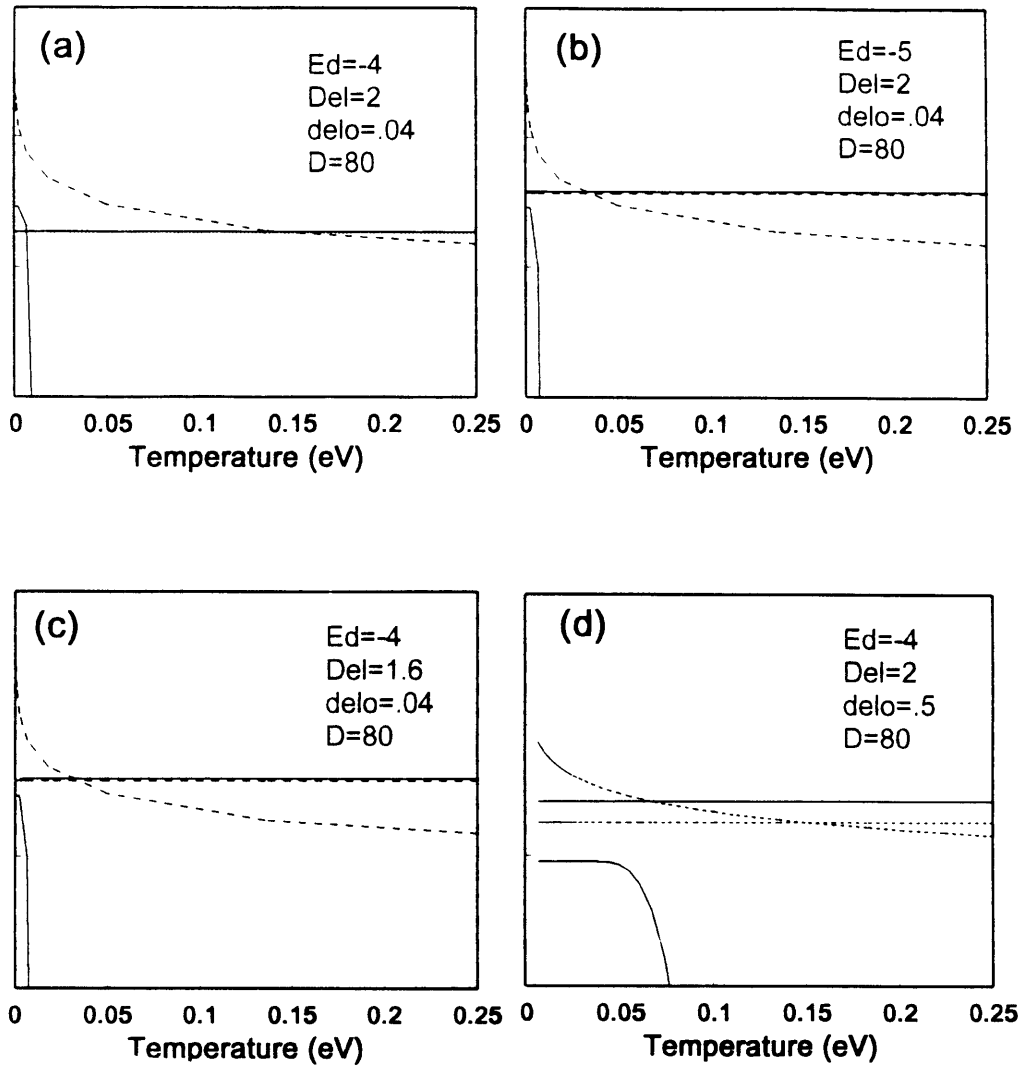 (a)
Ed=-4
Del=2
delo=.04
D=80
0 0.05 0.1 0.15 0.2 0.25
Temperature (eV)
(b)
Ed=-5
Del=2
delo=.04
D=80
0 0.05 0.1 0.15 0.2 0.25
Temperature (eV)
(c)
Ed=-4
Del=1.6
delo=.04
D=80
0 0.05 0.1 0.15 0.2 0.25
Temperature (eV)
(d)
Ed=-4
Del=2
delo=.5
D=80
0 0.05 0.1 0.15 0.2 0.25
Temperature (eV)